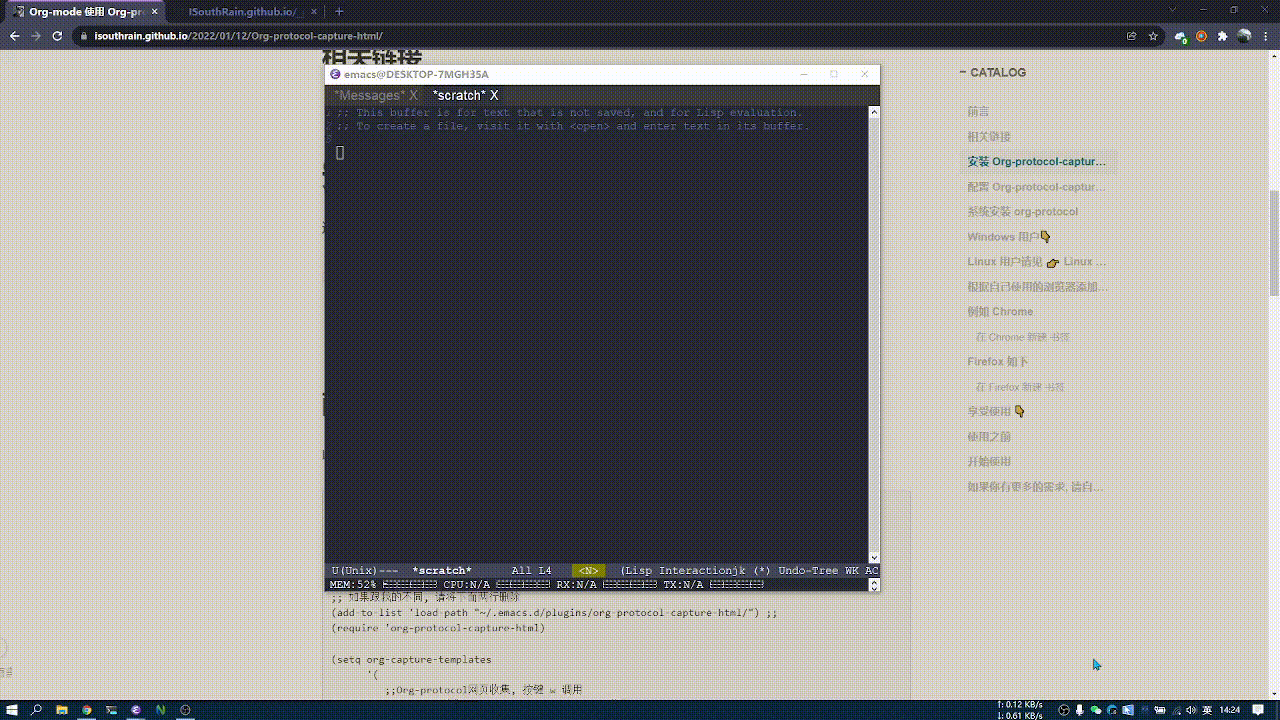 Org-mode 使用 Org-pr
iSouthRain.github.io/
isouthrain.github.io/2022/01/12/Org-protocol-capture-html/
相关链接
emacs@DESKTOP-7MGH35A
*Messages* X *scratch* X
;; This buffer is for text that is not saved, and for Lisp evaluation.
;; To create a file, visit it with <open> and enter text in its buffer.
U(Unix)--- *scratch* All L4 <N> (Lisp Interactionjk (*) Undo-Tree WK AC
MEM:52% CPU:N/A RX:N/A TX:N/A
;; 如果跟我的不同, 请将下面两行删除
(add-to-list 'load-path "~/.emacs.d/plugins/org-protocol-capture-html/") ;;
(require 'org-protocol-capture-html)
(setq org-capture-templates
'(
;;Org-protocol网页收集, 按键 w 调用
− CATALOG
前言
相关链接
安装 Org-protocol-captur…
配置 Org-protocol-captur…
系统安装 org-protocol
Windows 用户👇
Linux 用户请见 👉 Linux …
根据自己使用的浏览器添加…
例如 Chrome
在 Chrome 新建 书签
Firefox 如下
在 Firefox 新建 书签
享受使用 👇
使用之前
开始使用
如果你有更多的需求, 请自…
↑: 0.12 KB/s
↓: 0.61 KB/s
英 14:24